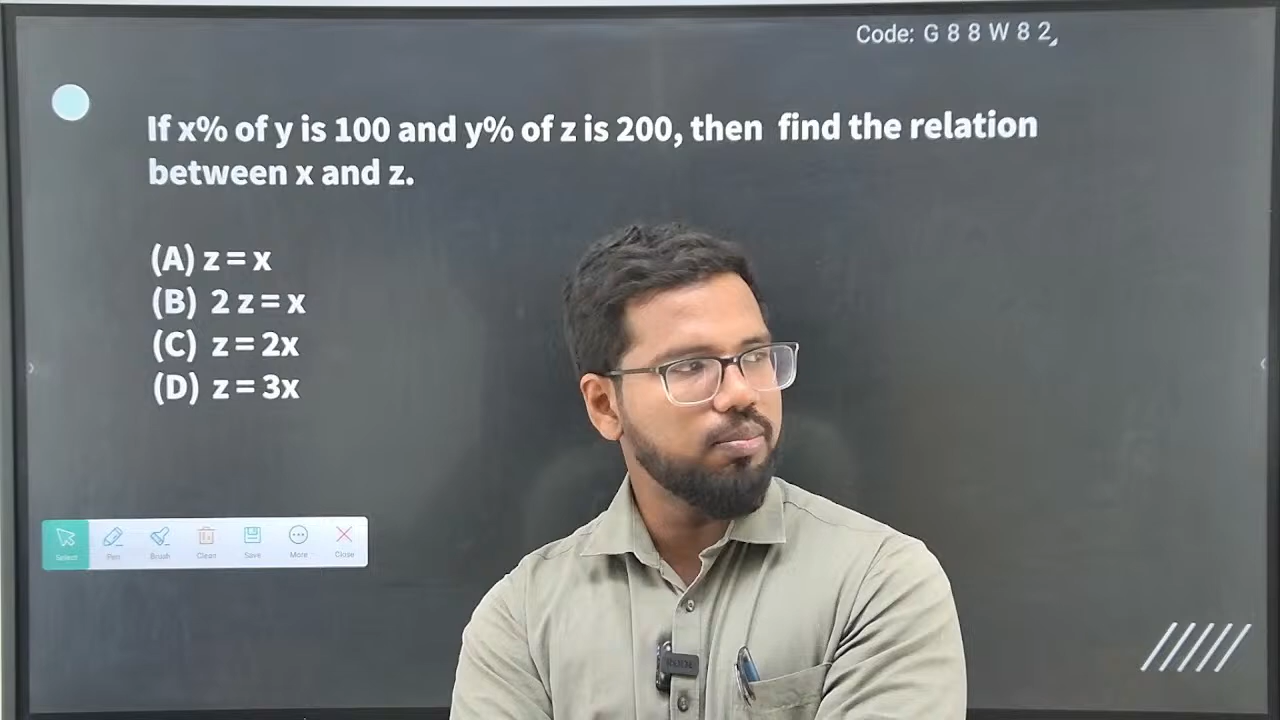 Code: G 8 8 W 8 2
If x% of y is 100 and y% of z is 200, then find the relation
between x and z.
(A) z = x
(B) 2 z = x
(C) z = 2x
(D) z = 3x
Select Pen Brush Clean Save More Close
RODE